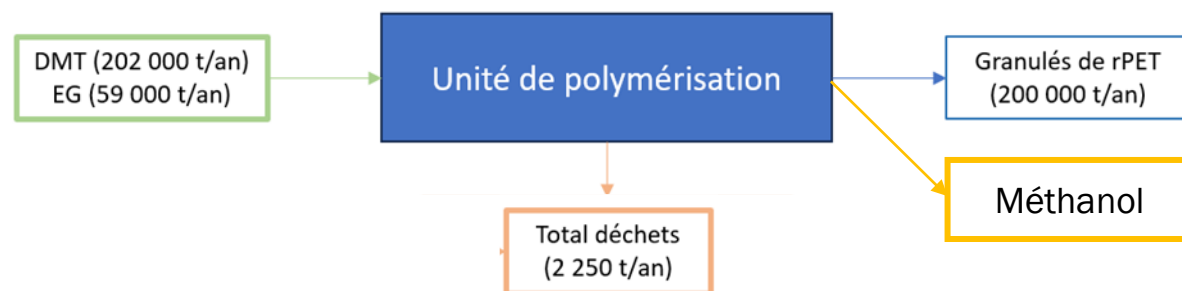 DMT (202 000 t/an)
EG (59 000 t/an)
Unité de polymérisation
Granulés de rPET
(200 000 t/an)
Méthanol
Total déchets
(2 250 t/an)